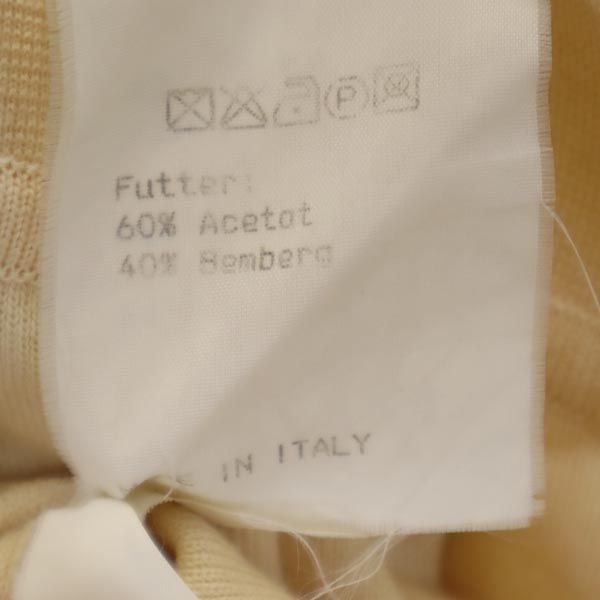 P
Futter:
60% Acetat
40% Bemberg
E IN ITALY